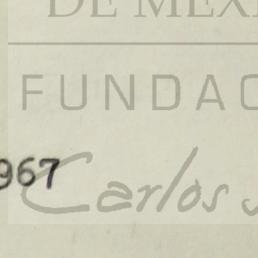 DE MEX
FUNDAC
967
Carlos S